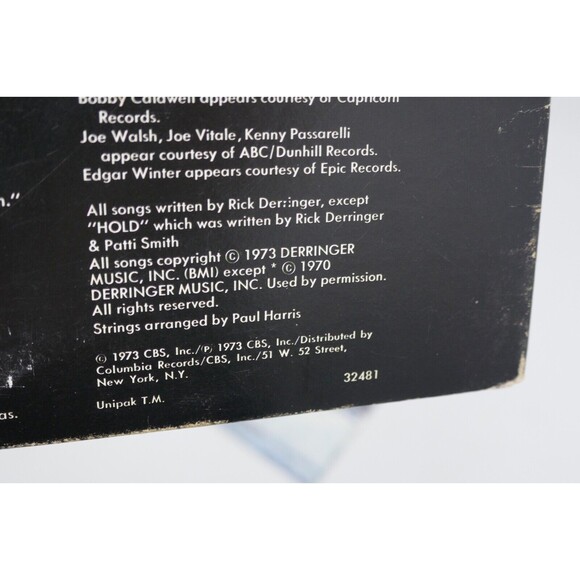 Bobby Caldwell appears courtesy of Capricorn
Records.
Joe Walsh, Joe Vitale, Kenny Passarelli
appear courtesy of ABC/Dunhill Records.
Edgar Winter appears courtesy of Epic Records.
."
All songs written by Rick Derringer, except
"HOLD" which was written by Rick Derringer
& Patti Smith
All songs copyright © 1973 DERRINGER
MUSIC, INC. (BMI) except * © 1970
DERRINGER MUSIC, INC. Used by permission.
All rights reserved.
Strings arranged by Paul Harris
© 1973 CBS, Inc./℗ 1973 CBS, Inc./Distributed by
Columbia Records/CBS, Inc./51 W. 52 Street,
New York, N.Y.
32481
Unipak T.M.
as.